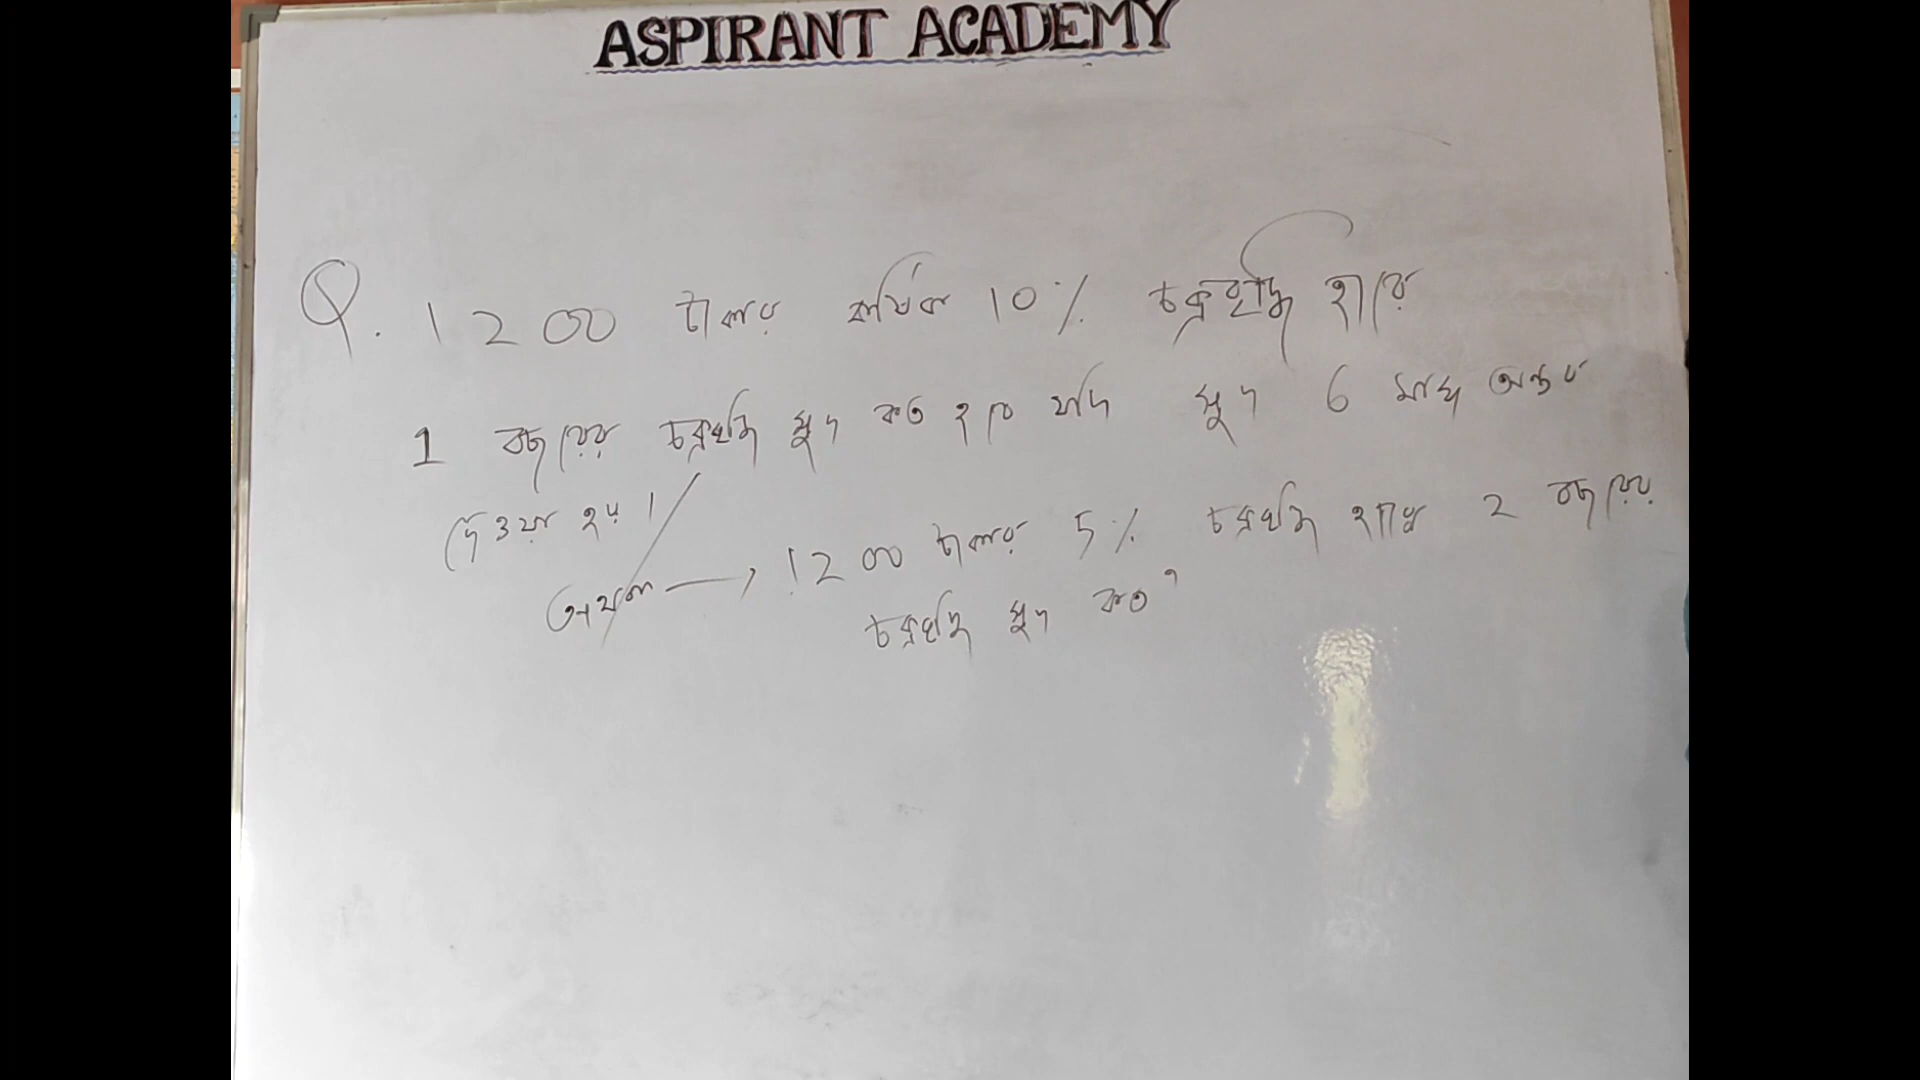 ASPIRANT ACADEMY
Q. 1200 টাকার বার্ষিক 10% চক্রবৃদ্ধি হারে
1 বছরের চক্রবৃদ্ধি সুদ কত হবে যদি সুদ 6 মাস অন্তর
দেওয়া হয়।
অথবা → 1200 টাকার 5% চক্রবৃদ্ধি হারে 2 বছরের
চক্রবৃদ্ধি সুদ কত?